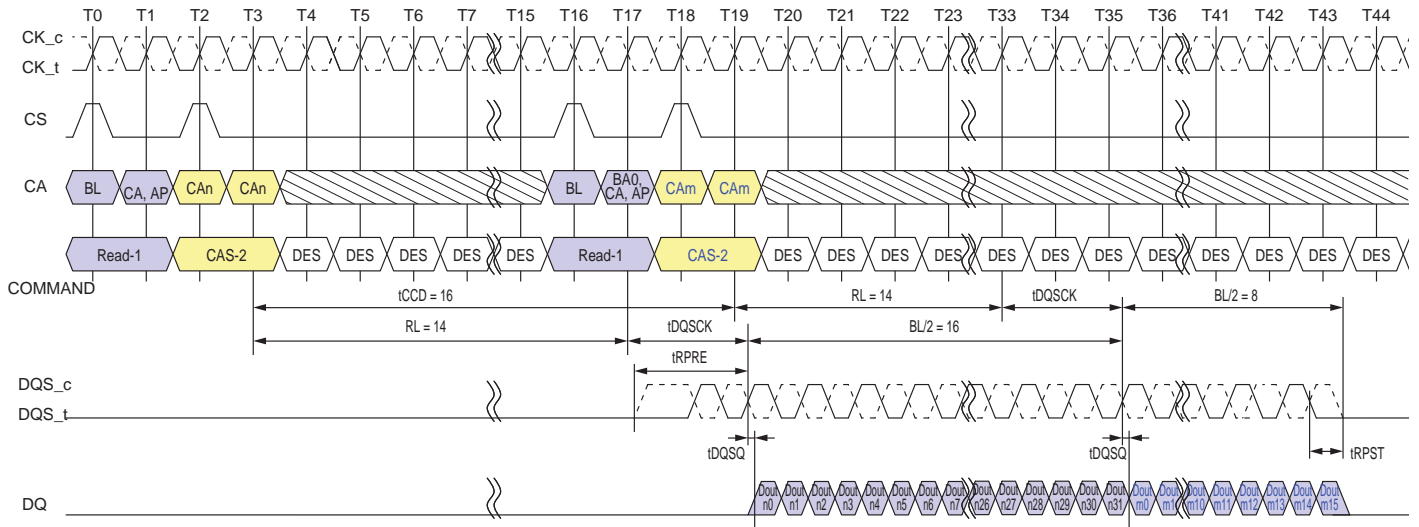 T0 T1 T2 T3 T4 T5 T6 T7 T15 T16 T17 T18 T19 T20 T21 T22 T23 T33 T34 T35 T36 T41 T42 T43 T44
CK_c
CK_t
CS
CA BL CA, AP CAn CAn BL BA0, CA, AP CAm CAm
Read-1 CAS-2 DES DES DES DES DES Read-1 CAS-2 DES DES DES DES DES DES DES DES DES DES DES DES
COMMAND
tCCD = 16 RL = 14 tDQSCK BL/2 = 8
RL = 14 tDQSCK BL/2 = 16
tRPRE
DQS_c
DQS_t
tDQSQ tDQSQ tRPST
DQ Dout n0 Dout n1 Dout n2 Dout n3 Dout n4 Dout n5 Dout n6 Dout n7 Dout n26 Dout n27 Dout n28 Dout n29 Dout n30 Dout n31 Dout m0 Dout m1 Dout m10 Dout m11 Dout m12 Dout m13 Dout m14 Dout m15